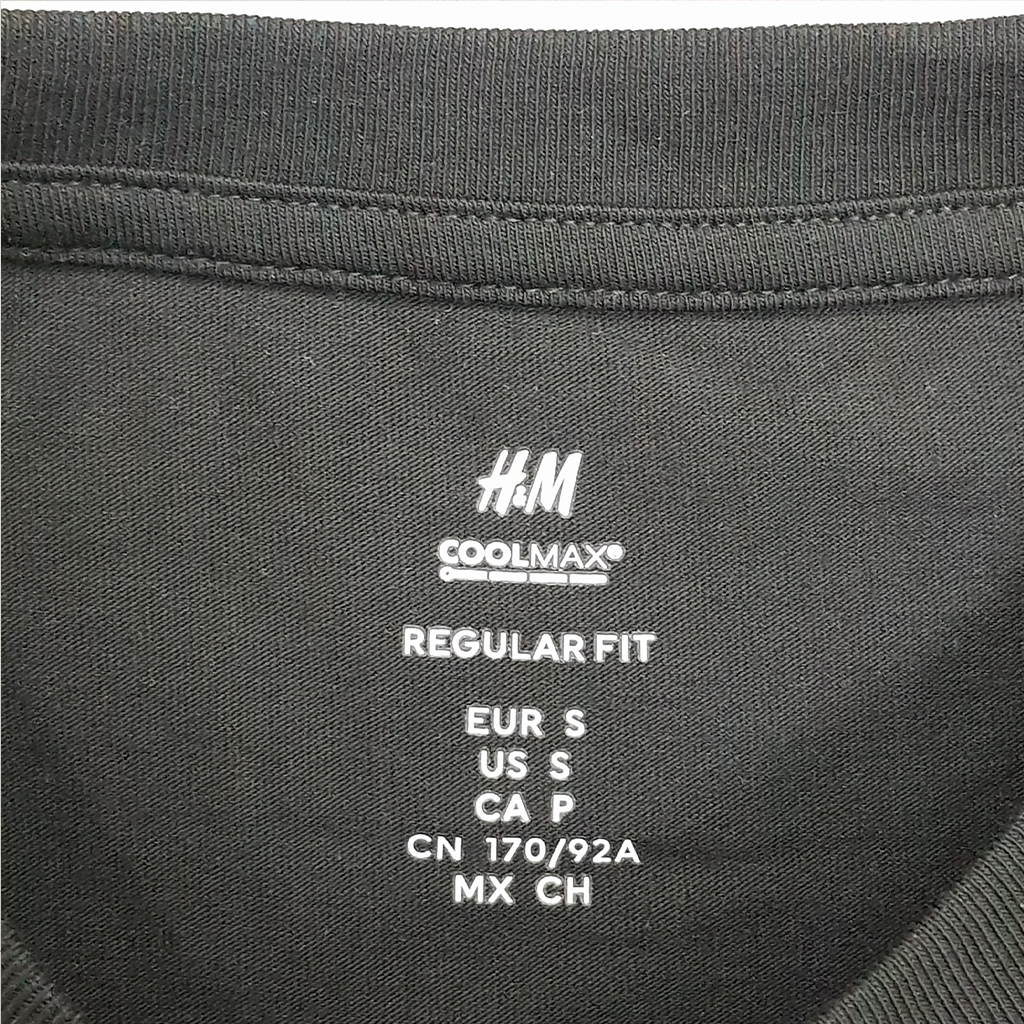 H&M
COOLMAX®
REGULAR FIT
EUR S
US S
CA P
CN 170/92A
MX CH